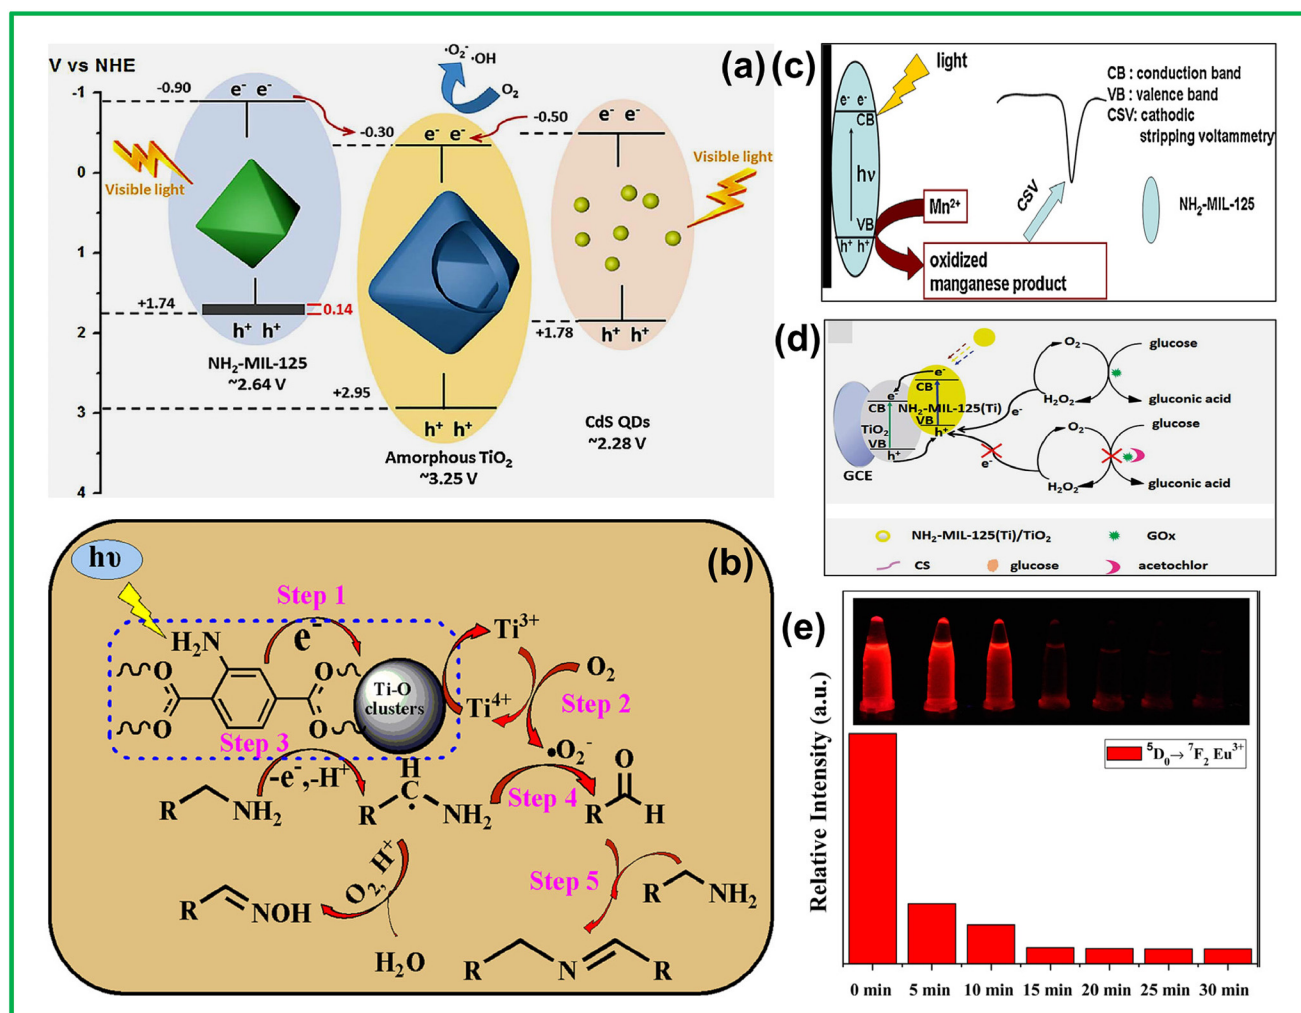 (a)
V vs NHE
-1
0
1
2
3
4
-0.90
e⁻ e⁻
Visible light
+1.74
0.14
h⁺ h⁺
NH₂-MIL-125
~2.64 V
·O₂⁻
·OH
O₂
-0.30
e⁻ e⁻
+2.95
h⁺ h⁺
Amorphous TiO₂
~3.25 V
-0.50
e⁻ e⁻
Visible light
+1.78
h⁺ h⁺
CdS QDs
~2.28 V
(b)
hυ
Step 1
e⁻
H₂N
O
O
O
O
Ti-O
clusters
Ti³⁺
Ti⁴⁺
O₂
Step 2
•O₂⁻
Step 3
-e⁻,-H⁺
R NH₂
H
C
•
R NH₂
Step 4
O
R H
O₂, H⁺
H₂O
R NOH
Step 5
R NH₂
R N R
(c)
light
e⁻ e⁻
CB
hν
VB
h⁺ h⁺
Mn²⁺
oxidized
manganese product
CSV
CB : conduction band
VB : valence band
CSV: cathodic
stripping voltammetry
NH₂-MIL-125
(d)
e⁻
CB
NH₂-MIL-125(Ti)
VB
h⁺
e⁻
CB
TiO₂
VB
h⁺
GCE
e⁻
e⁻
O₂
H₂O₂
glucose
gluconic acid
O₂
H₂O₂
glucose
gluconic acid
NH₂-MIL-125(Ti)/TiO₂
GOx
CS
glucose
acetochlor
(e)
Relative Intensity (a.u.)
⁵D₀→ ⁷F₂ Eu³⁺
0 min 5 min 10 min 15 min 20 min 25 min 30 min